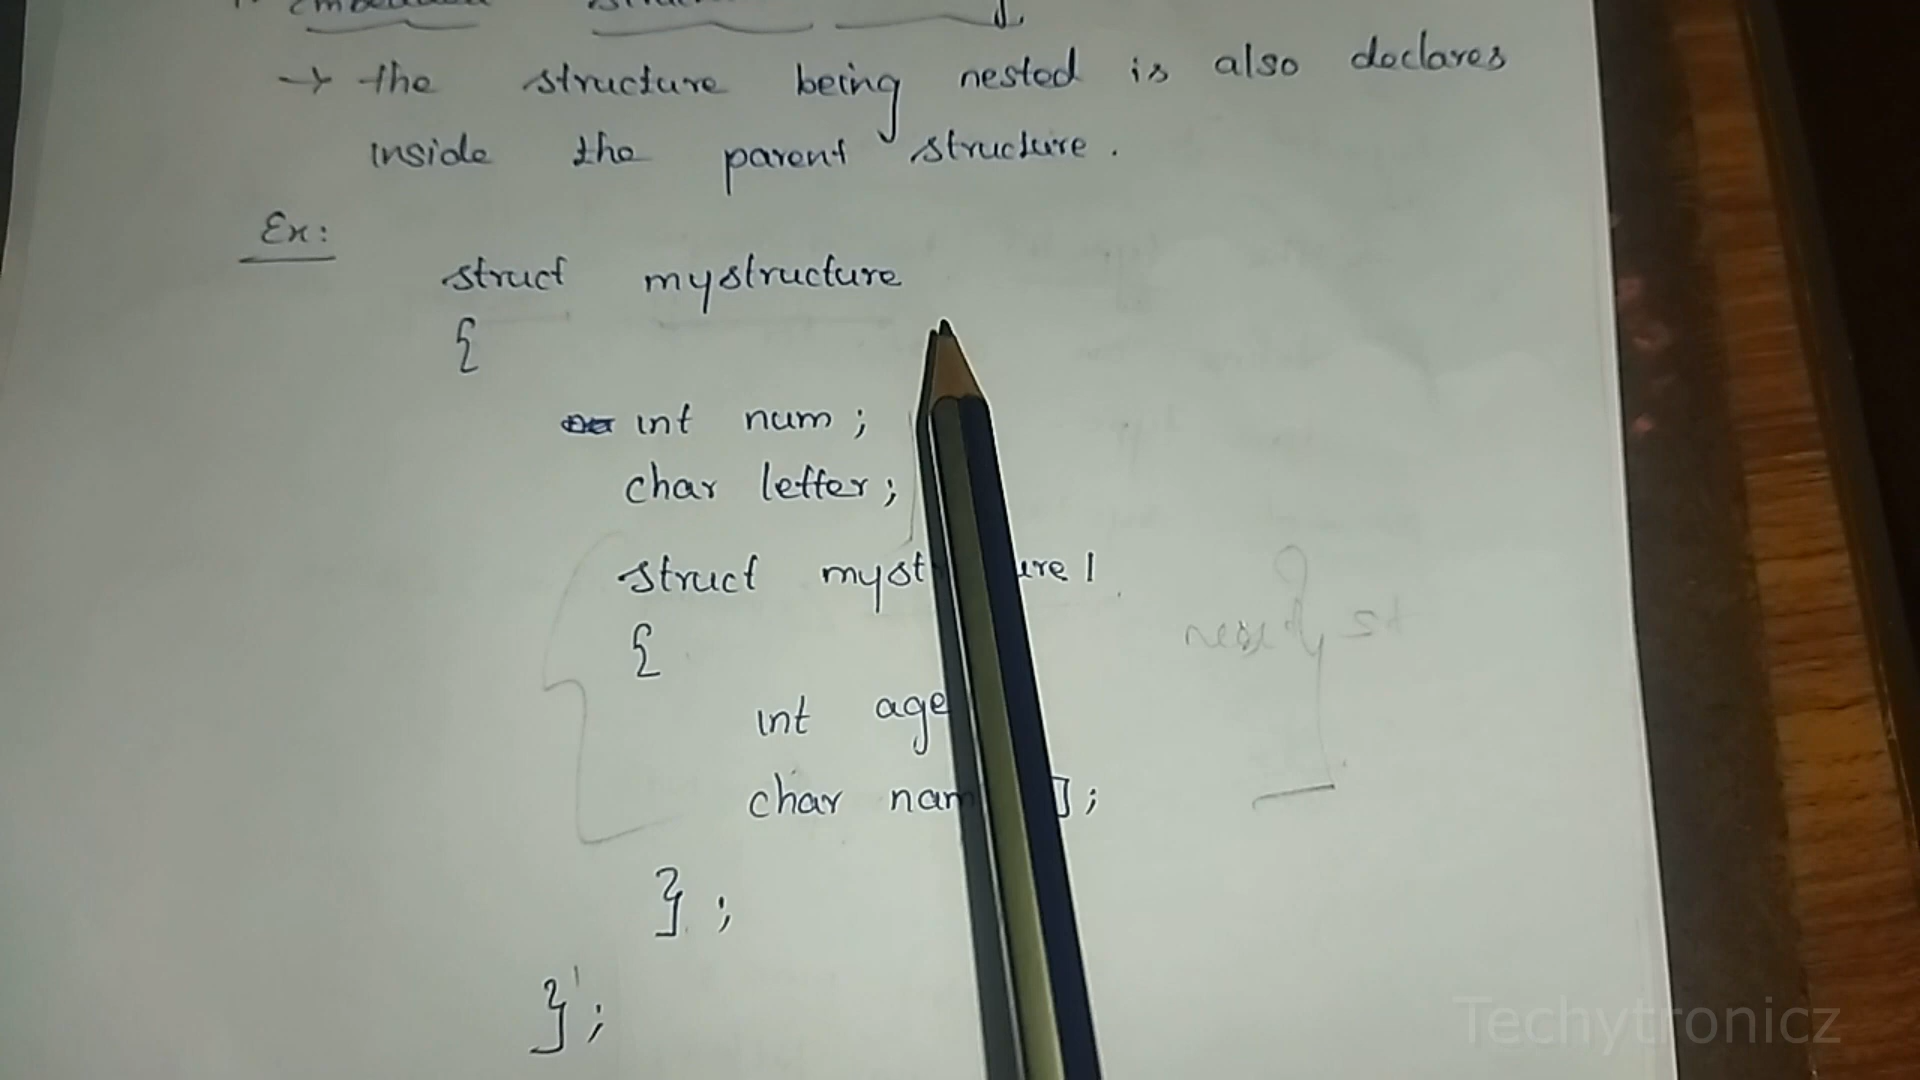 → the structure being nested is also declares
inside the parent structure.
Ex:
struct mystructure
{
int num;
char letter;
struct myst ure1
{
int age
char nam ];
};
};
Techytronicz